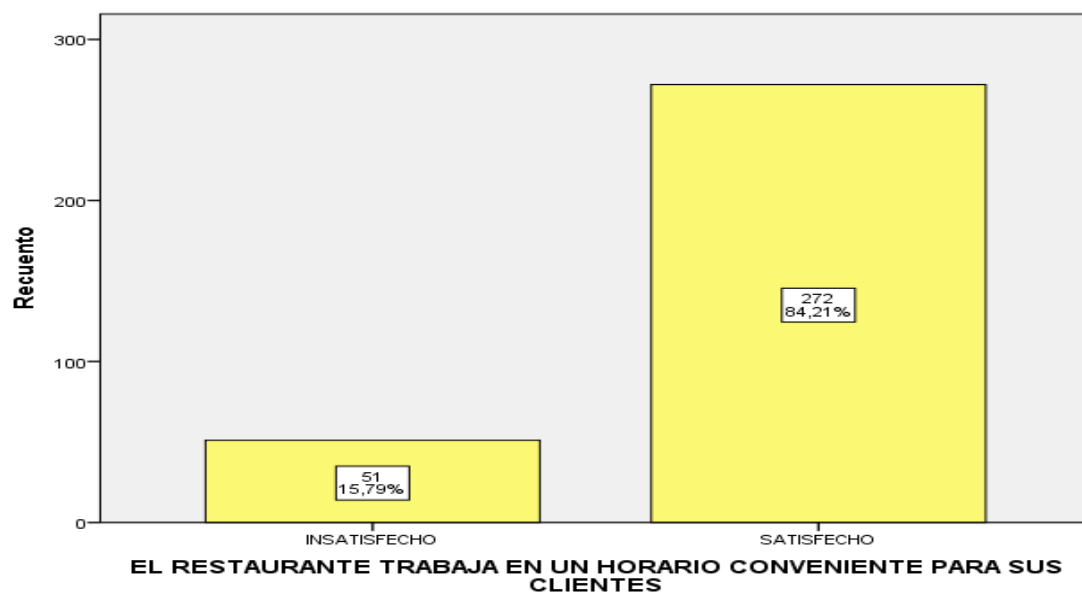 300
200
100
0
Recuento
51
15,79%
272
84,21%
INSATISFECHO
SATISFECHO
EL RESTAURANTE TRABAJA EN UN HORARIO CONVENIENTE PARA SUS
CLIENTES